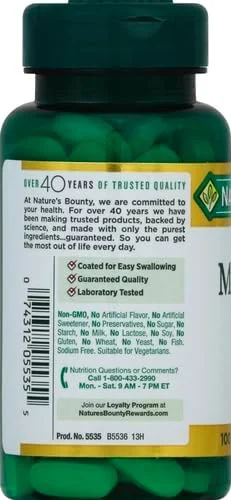 OVER 40 YEARS OF TRUSTED QUALITY
At Nature's Bounty, we are committed to
your health. For over 40 years we have
been making trusted products, backed by
science, and made with only the purest
ingredients...guaranteed. So you can get
the most out of life every day.
Coated for Easy Swallowing
Guaranteed Quality
Laboratory Tested
Non-GMO, No Artificial Flavor, No Artificial
Sweetener, No Preservatives, No Sugar, No
Starch, No Milk, No Lactose, No Soy, No
Gluten, No Wheat, No Yeast, No Fish.
Sodium Free. Suitable for Vegetarians.
Nutrition Questions or Comments?
Call 1-800-433-2990
Mon. - Sat. 9 AM - 7 PM ET
Join our Loyalty Program at
NaturesBountyRewards.com
Prod. No. 5535 B5536 13H
0 74312 05535 5
NA
M
100